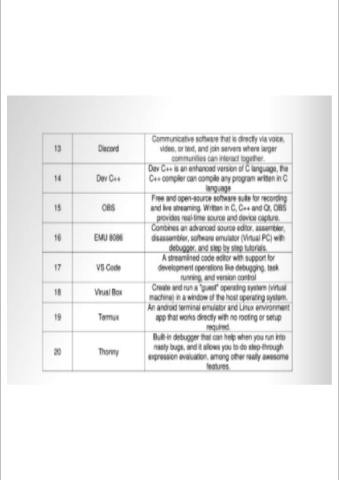 13 Discord Communicative software that is directly via voice,
video, or text, and join servers where larger
communities can interact together.
14 Dev C++ Dev C++ is an enhanced version of C language, the
C++ compiler can compile any program written in C
language
15 OBS Free and open-source software suite for recording
and live streaming. Written in C, C++ and Qt, OBS
provides real-time source and device capture.
16 EMU 8086 Combines an advanced source editor, assembler,
disassembler, software emulator (Virtual PC) with
debugger, and step by step tutorials.
17 VS Code A streamlined code editor with support for
development operations like debugging, task
running, and version control
18 Virual Box Create and run a "guest" operating system (virtual
machine) in a window of the host operating system.
19 Termux An android terminal emulator and Linux environment
app that works directly with no rooting or setup
required.
20 Thonny Built-in debugger that can help when you run into
nasty bugs, and it allows you to do step-through
expression evaluation, among other really awesome
features.